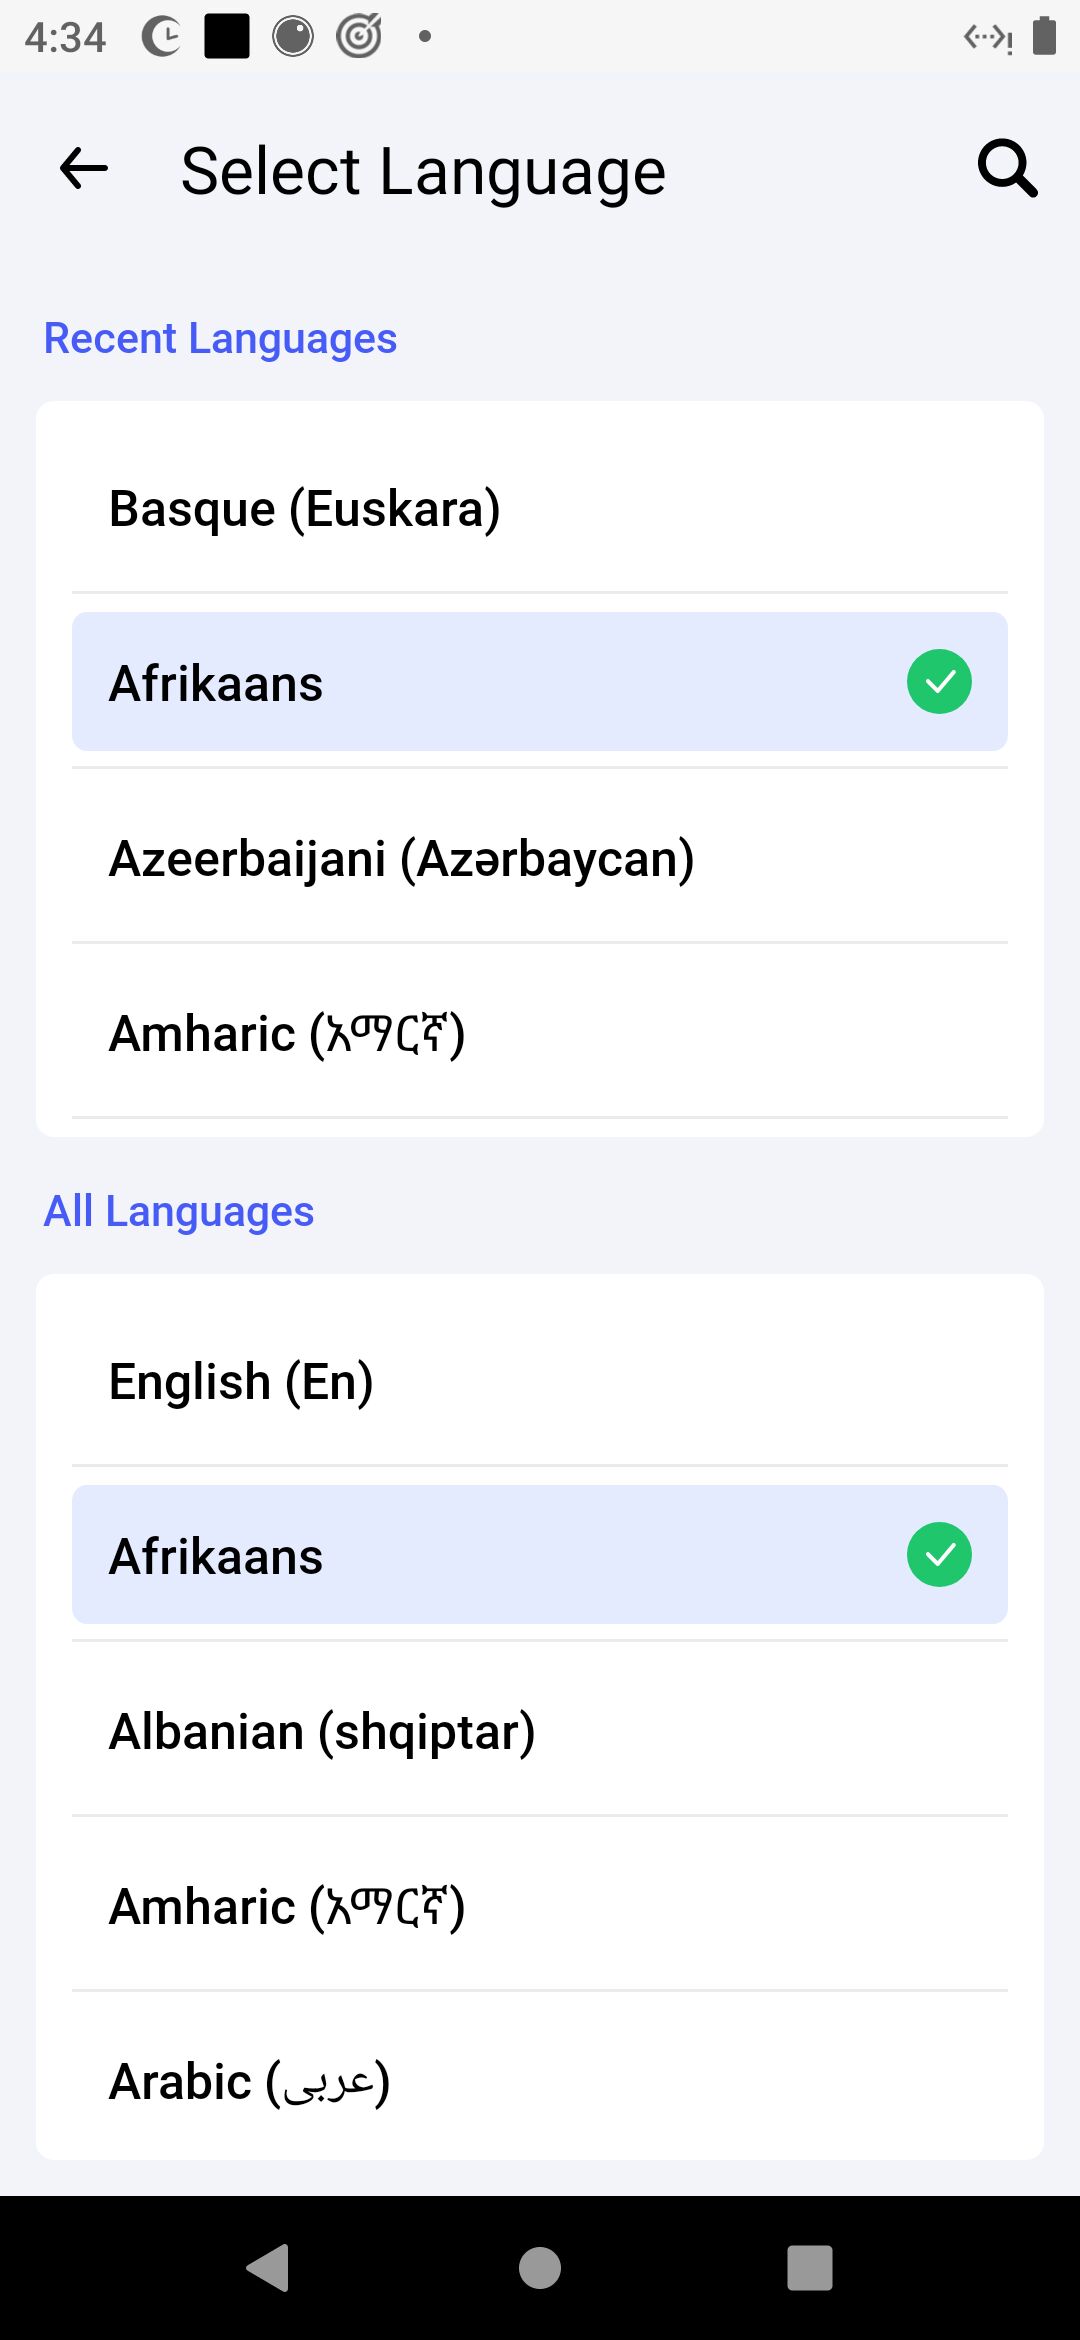 4:34
Select Language
Recent Languages
Basque (Euskara)
Afrikaans
Azeerbaijani (Azərbaycan)
Amharic (አማርኛ)
All Languages
English (En)
Afrikaans
Albanian (shqiptar)
Amharic (አማርኛ)
Arabic (عربی)